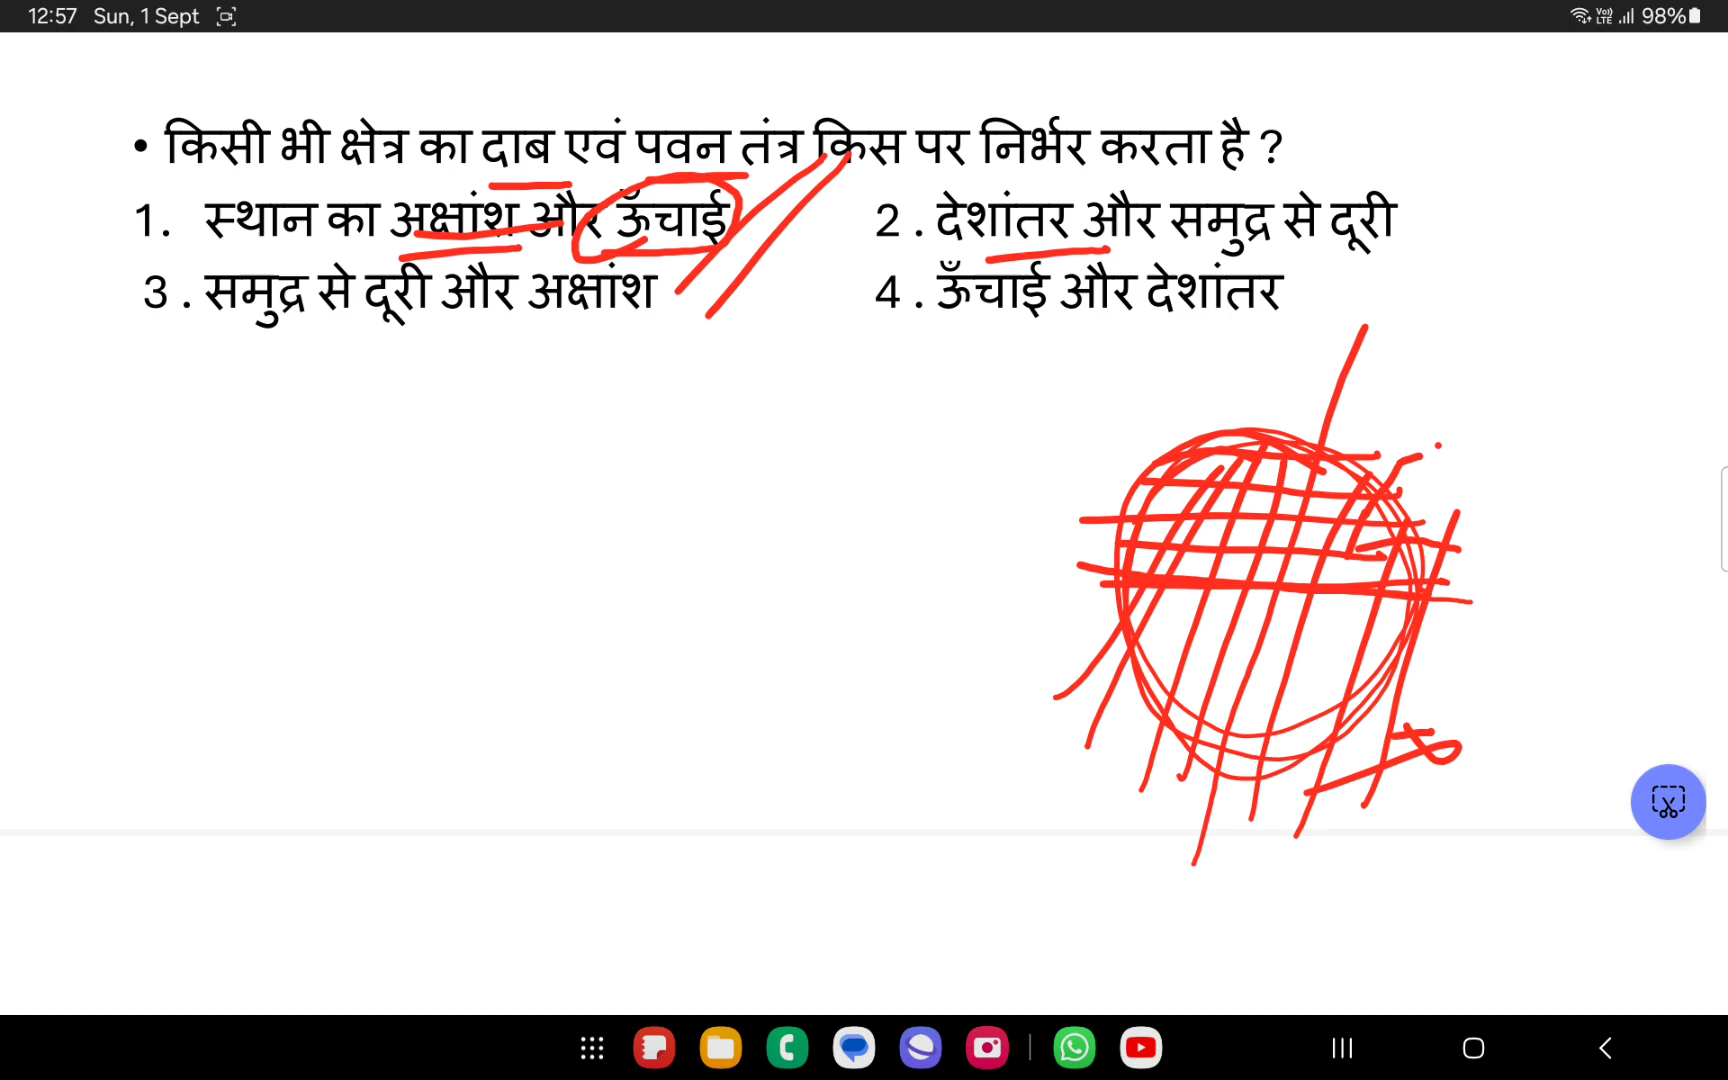 12:57 Sun, 1 Sept 98%
• किसी भी क्षेत्र का दाब एवं पवन तंत्र किस पर निर्भर करता है ?
1. स्थान का अक्षांश और ऊँचाई 2 . देशांतर और समुद्र से दूरी
3 . समुद्र से दूरी और अक्षांश 4 . ऊँचाई और देशांतर